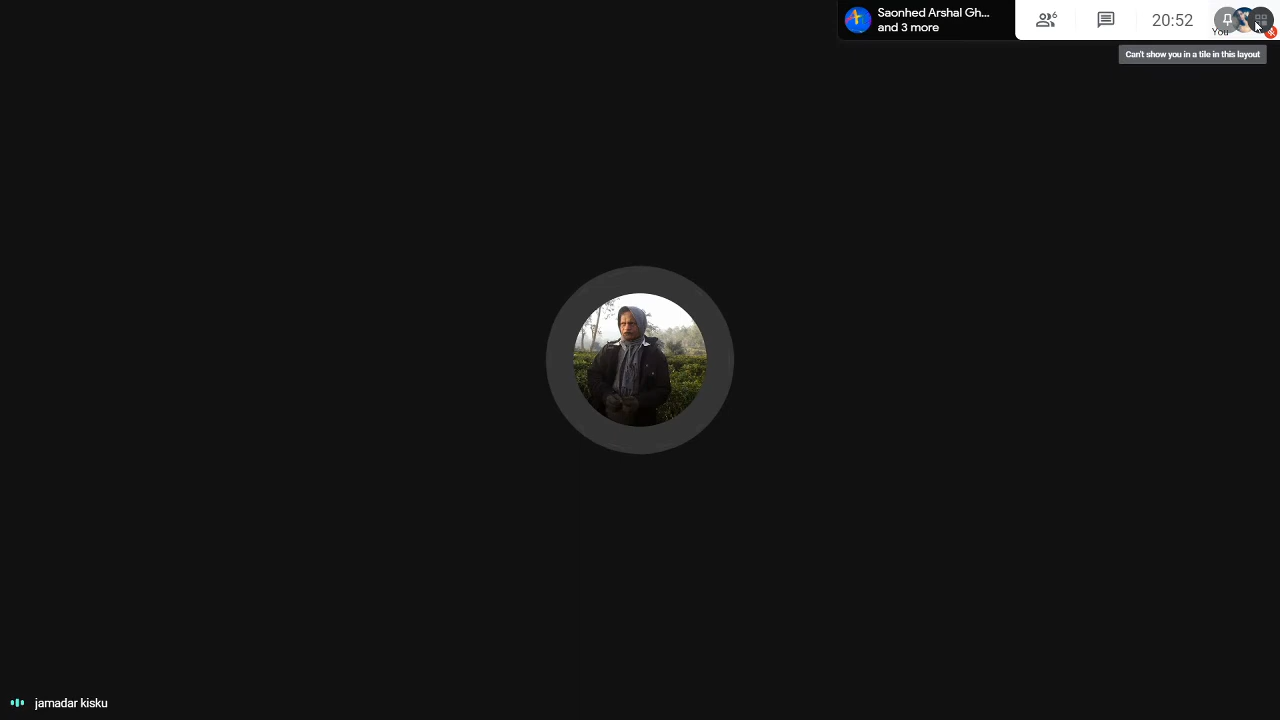 Saonhed Arshal Gh...
and 3 more
6
20:52
You
Can't show you in a tile in this layout
jamadar kisku